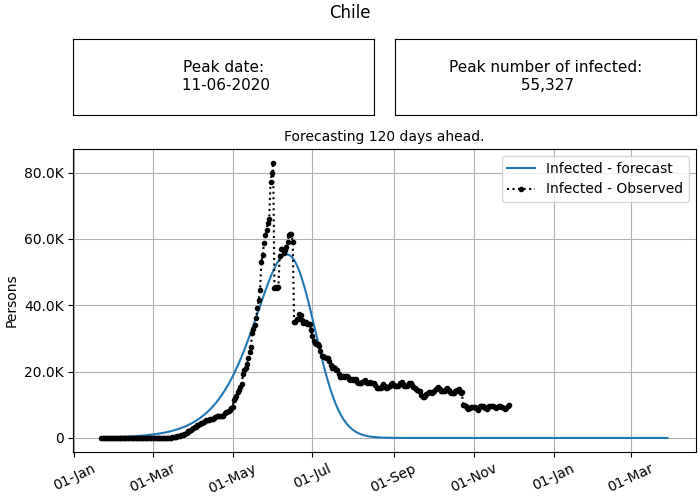 Chile
Peak date:
11-06-2020
Peak number of infected:
55,327
Forecasting 120 days ahead.
Infected - forecast
Infected - Observed
Persons
80.0K
60.0K
40.0K
20.0K
0
01-Jan
01-Mar
01-May
01-Jul
01-Sep
01-Nov
01-Jan
01-Mar